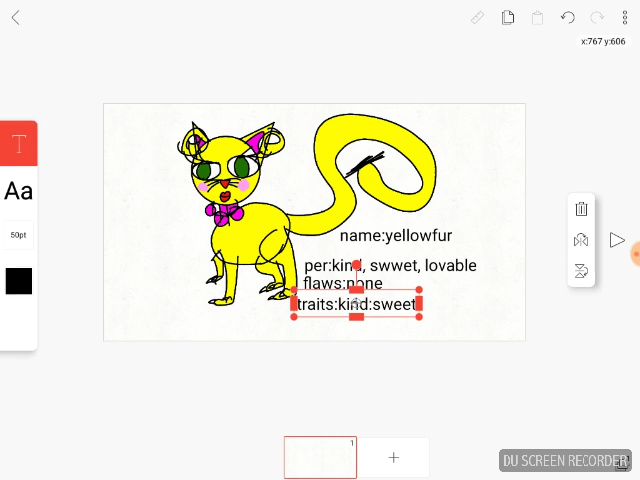 x:767 y:606
T
Aa
50pt
name:yellowfur
per:kind, swwet, lovable
flaws:none
traits:kind:sweet
1
+
DU SCREEN RECORDER